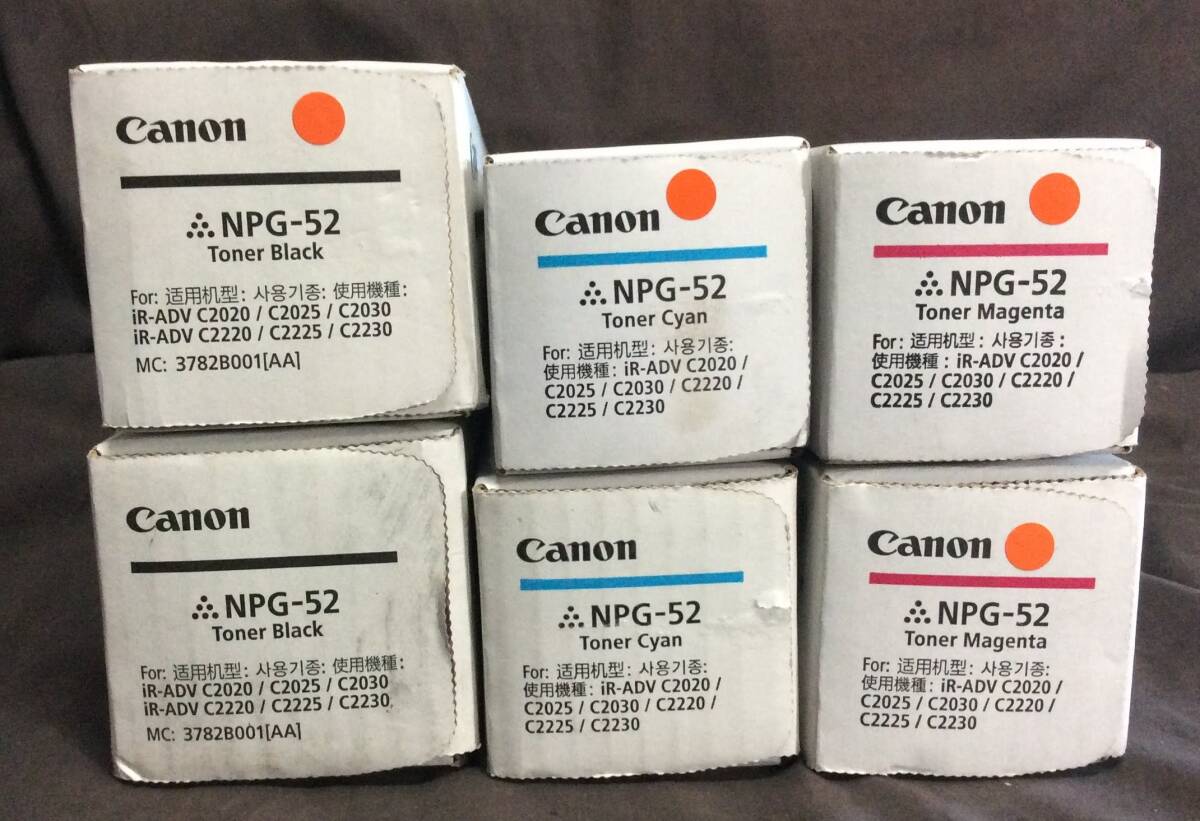 Canon
NPG-52
Toner Black
For: 适用机型: 사용기종: 使用機種:
iR-ADV C2020 / C2025 / C2030
iR-ADV C2220 / C2225 / C2230
MC: 3782B001[AA]
Canon
NPG-52
Toner Cyan
For: 适用机型: 사용기종:
使用機種: iR-ADV C2020 /
C2025 / C2030 / C2220 /
C2225 / C2230
Canon
NPG-52
Toner Magenta
For: 适用机型: 사용기종:
使用機種: iR-ADV C2020 /
C2025 / C2030 / C2220 /
C2225 / C2230
Canon
NPG-52
Toner Black
For: 适用机型: 사용기종: 使用機種:
iR-ADV C2020 / C2025 / C2030
iR-ADV C2220 / C2225 / C2230
MC: 3782B001[AA]
Canon
NPG-52
Toner Cyan
For: 适用机型: 사용기종:
使用機種: iR-ADV C2020 /
C2025 / C2030 / C2220 /
C2225 / C2230
Canon
NPG-52
Toner Magenta
For: 适用机型: 사용기종:
使用機種: iR-ADV C2020 /
C2025 / C2030 / C2220 /
C2225 / C2230